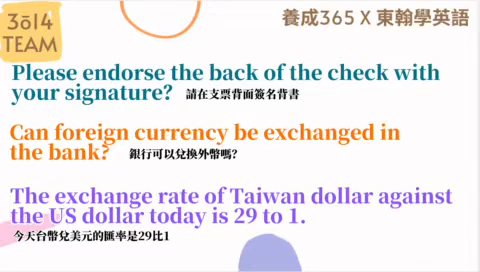 3ō14
TEAM
養成365 X 東翰學英語
Please endorse the back of the check with
your signature? 請在支票背面簽名背書
Can foreign currency be exchanged in
the bank? 銀行可以兌換外幣嗎?
The exchange rate of Taiwan dollar against
the US dollar today is 29 to 1.
今天台幣兌美元的匯率是29比1